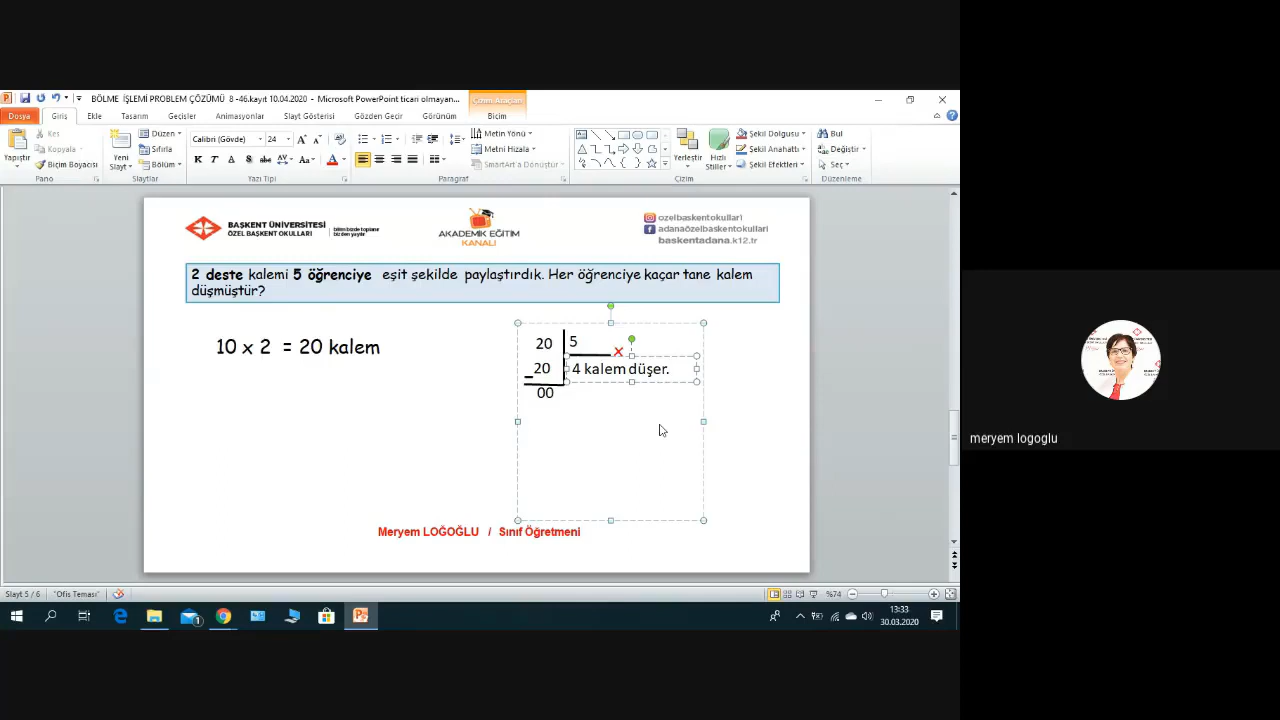 BÖLME İŞLEMİ PROBLEM ÇÖZÜMÜ 8 -46.kayıt 10.04.2020 - Microsoft PowerPoint ticari olmayan...
Çizim Araçları
Dosya Giriş Ekle Tasarım Geçişler Animasyonlar Slayt Gösterisi Gözden Geçir Görünüm Biçim
Yapıştır
Kes
Kopyala
Biçim Boyacısı
Pano
Yeni Slayt
Düzen
Sıfırla
Bölüm
Slaytlar
Calibri (Gövde) 24
K T A S abc AV Aa A
Yazı Tipi
Metin Yönü
Metni Hizala
SmartArt'a Dönüştür
Paragraf
Yerleştir
Hızlı Stiller
Şekil Dolgusu
Şekil Anahattı
Şekil Efektleri
Çizim
Bul
Değiştir
Seç
Düzenleme
BAŞKENT ÜNİVERSİTESİ
ÖZEL BAŞKENT OKULLARI
AKADEMİK EĞİTİM
KANALI
ozelbaskentokullari
adanaözelbaskentokullari
baskentadana.k12.tr
2 deste kalemi 5 öğrenciye eşit şekilde paylaştırdık. Her öğrenciye kaçar tane kalem
düşmüştür?
10 x 2 = 20 kalem
20 5
x
20 4 kalem düşer.
00
Meryem LOĞOĞLU / Sınıf Öğretmeni
meryem logoglu
Slayt 5 / 6 "Ofis Teması" %74
13:33
30.03.2020